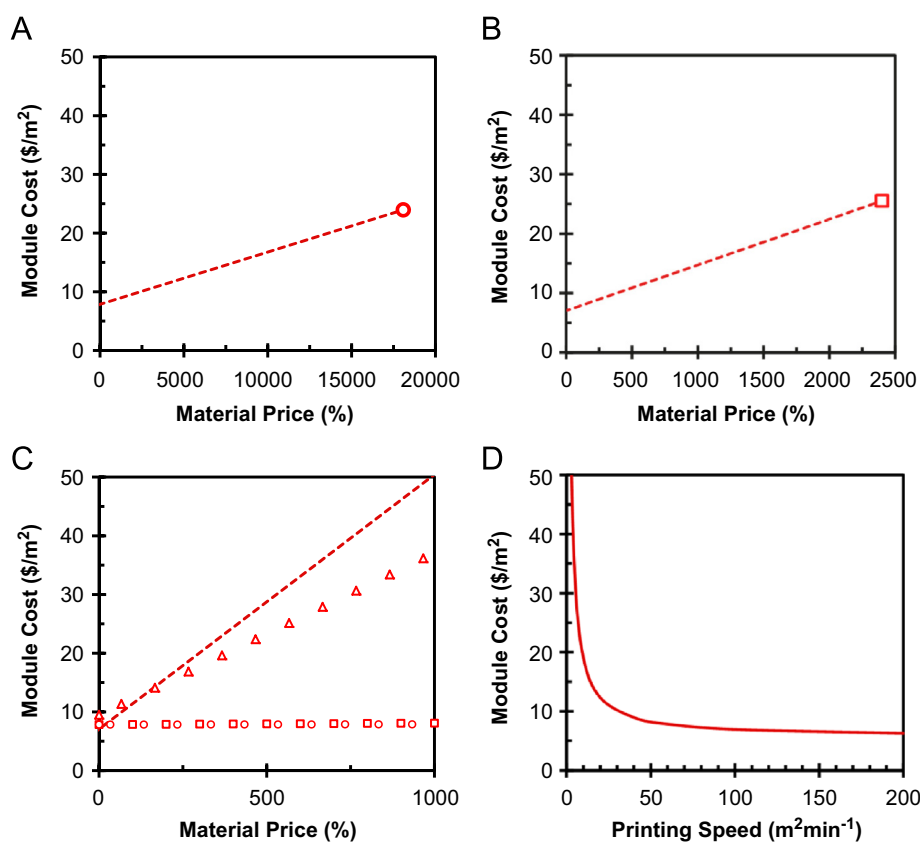 A
50
40
30
20
10
0
Module Cost ($/m²)
0 5000 10000 15000 20000
Material Price (%)
B
50
40
30
20
10
0
Module Cost ($/m²)
0 500 1000 1500 2000 2500
Material Price (%)
C
50
40
30
20
10
0
Module Cost ($/m²)
0 500 1000
Material Price (%)
D
50
40
30
20
10
0
Module Cost ($/m²)
0 50 100 150 200
Printing Speed (m²min⁻¹)